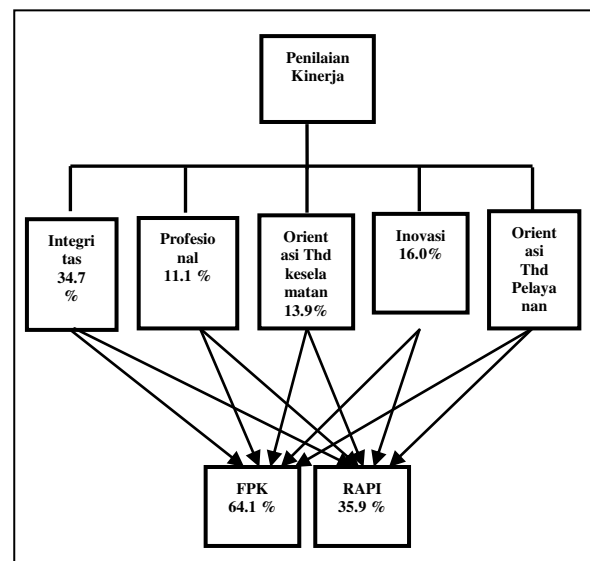 Penilaian
Kinerja
Integri
tas
34.7
%
Profesio
nal
11.1 %
Orient
asi Thd
kesela
matan
13.9%
Inovasi
16.0%
Orient
asi
Thd
Pelaya
nan
FPK
64.1 %
RAPI
35.9 %